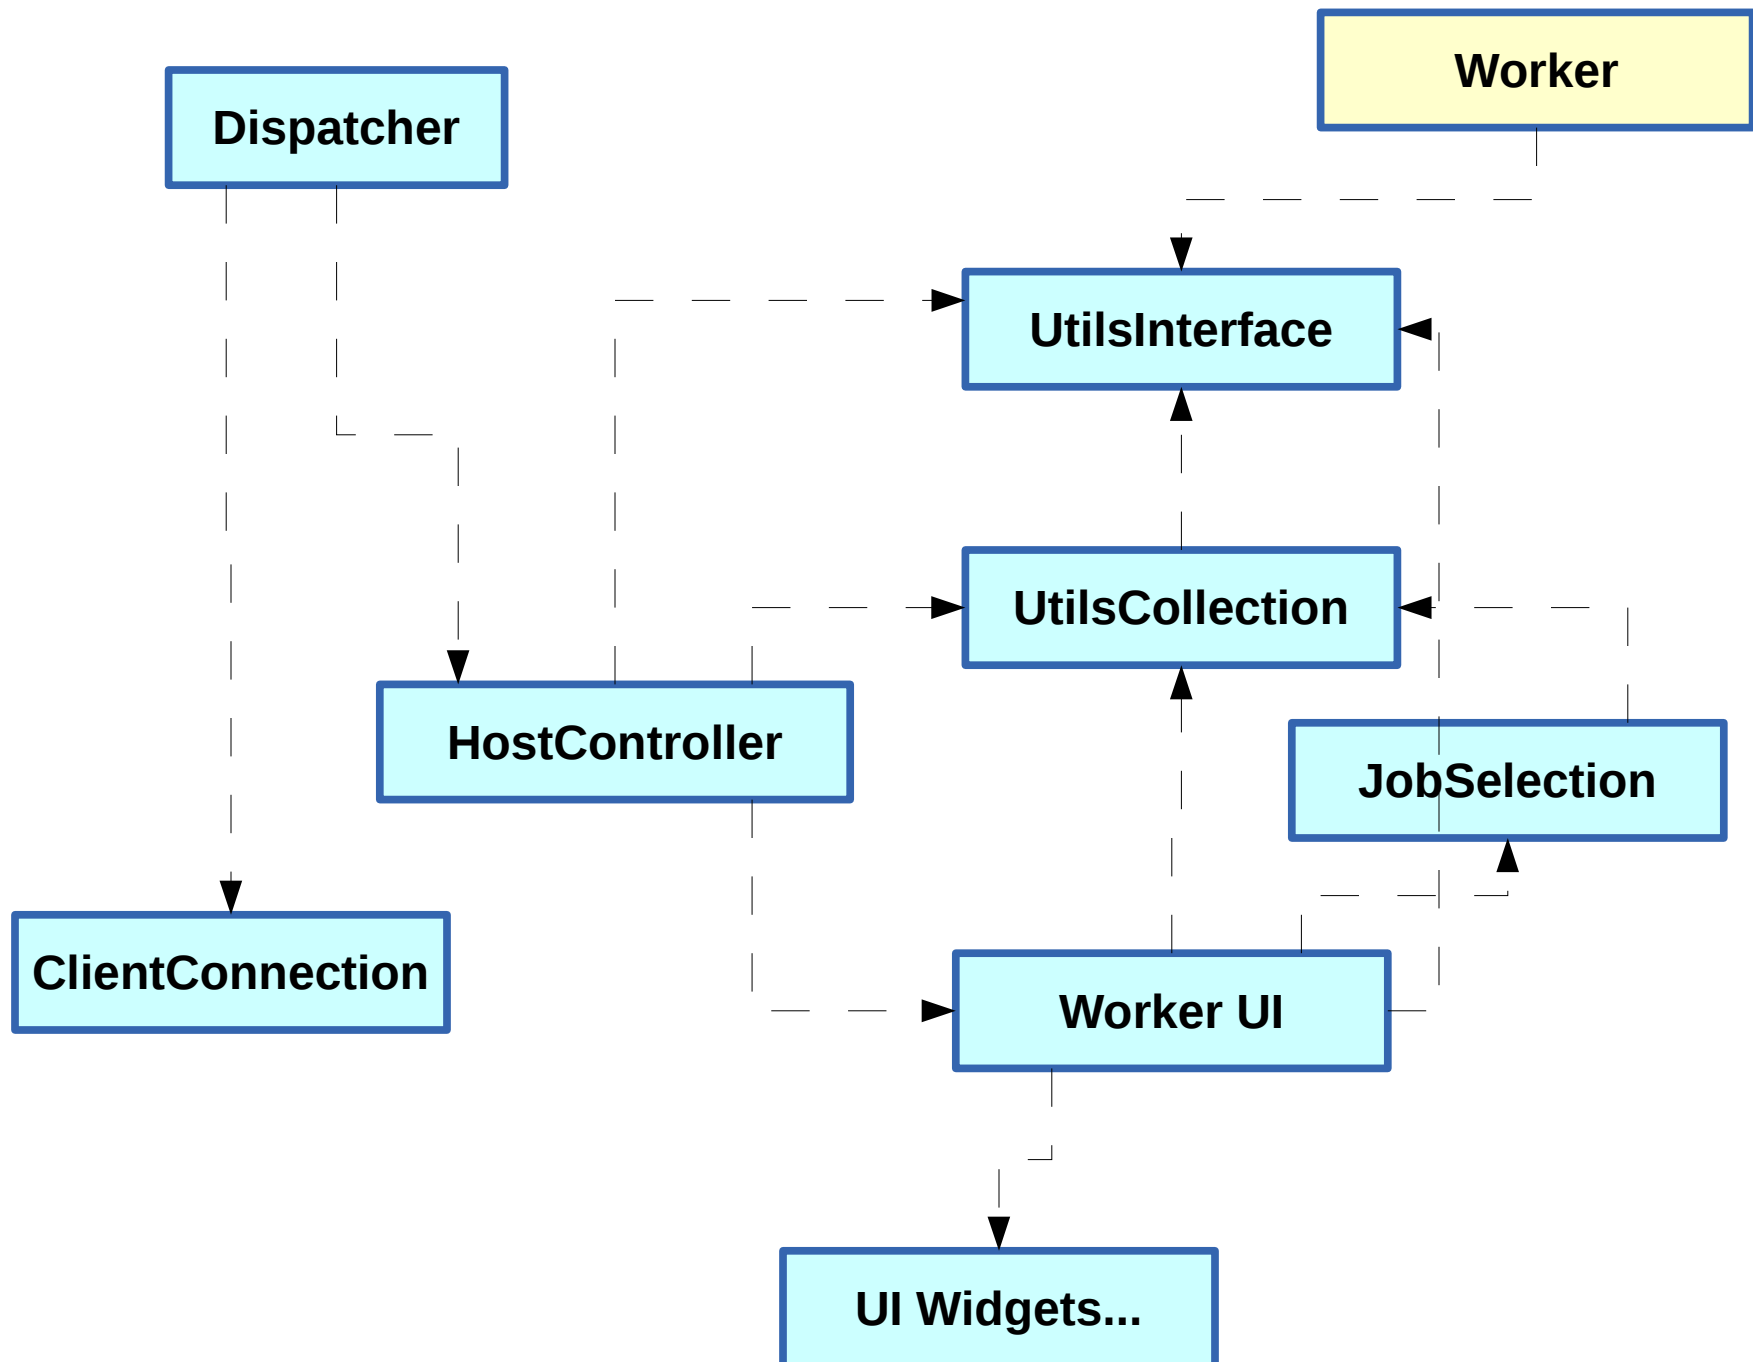 Worker
Dispatcher
UtilsInterface
UtilsCollection
HostController
JobSelection
ClientConnection
Worker UI
UI Widgets...